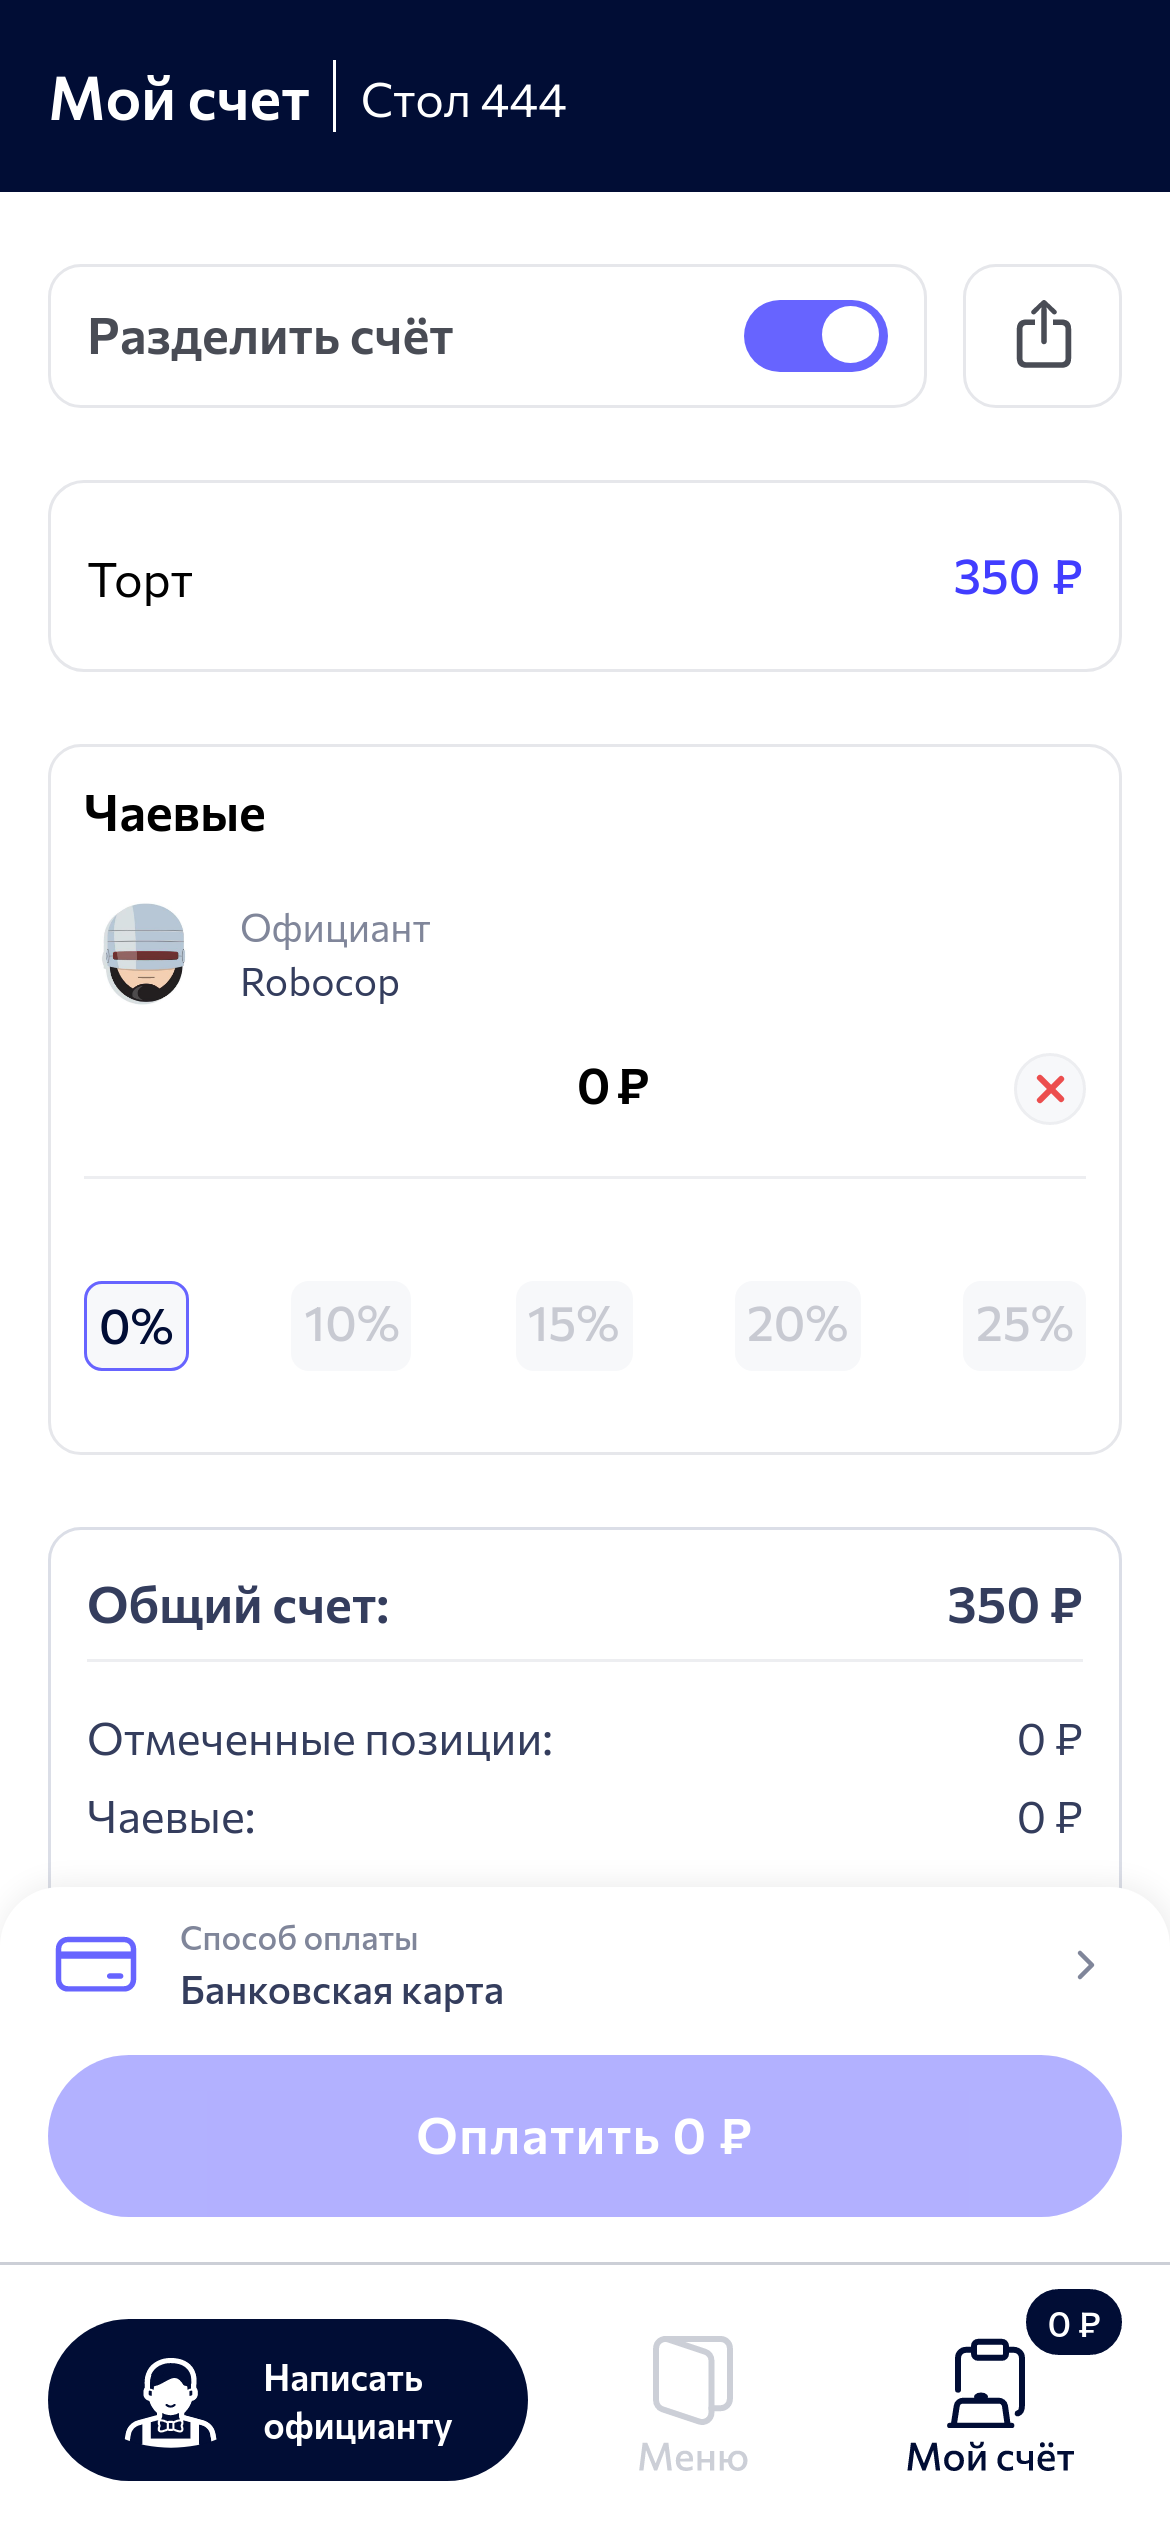 Мой счет
Стол 444
Разделить счёт
Торт
350 ₽
Чаевые
Официант
Robocop
0 ₽
0%
10%
15%
20%
25%
Общий счет:
350 ₽
Отмеченные позиции:
0 ₽
Чаевые:
0 ₽
Способ оплаты
Банковская карта
Оплатить 0 ₽
0 ₽
Написать
официанту
Меню
Мой счёт